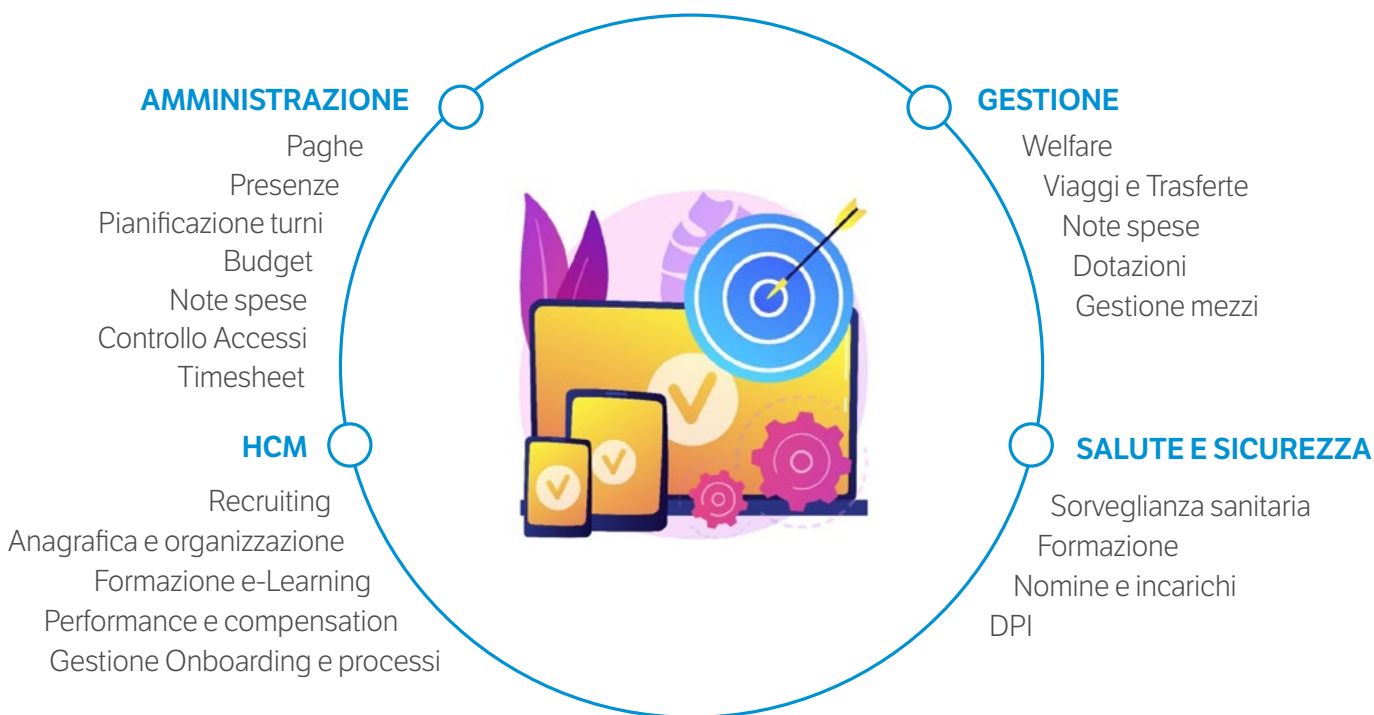 AMMINISTRAZIONE
Paghe
Presenze
Pianificazione turni
Budget
Note spese
Controllo Accessi
Timesheet
HCM
Recruiting
Anagrafica e organizzazione
Formazione e-Learning
Performance e compensation
Gestione Onboarding e processi
GESTIONE
Welfare
Viaggi e Trasferte
Note spese
Dotazioni
Gestione mezzi
SALUTE E SICUREZZA
Sorveglianza sanitaria
Formazione
Nomine e incarichi
DPI